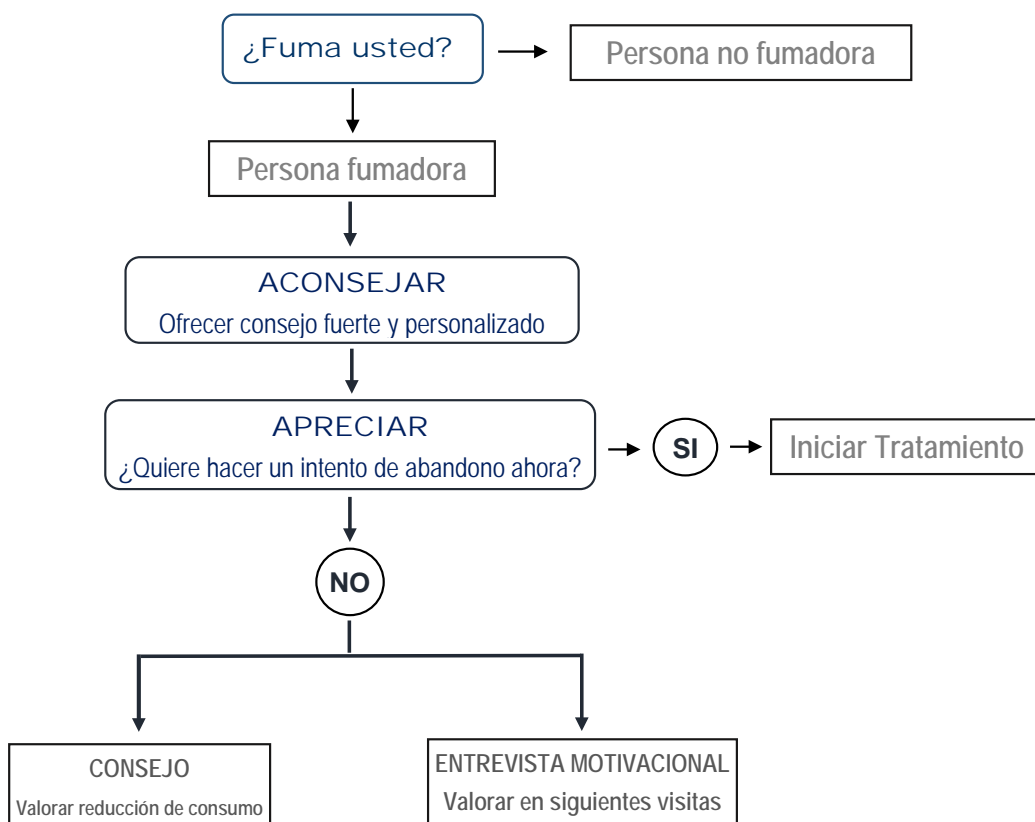 ¿Fuma usted?
Persona no fumadora
Persona fumadora
ACONSEJAR
Ofrecer consejo fuerte y personalizado
APRECIAR
¿Quiere hacer un intento de abandono ahora?
SI
Iniciar Tratamiento
NO
CONSEJO
Valorar reducción de consumo
ENTREVISTA MOTIVACIONAL
Valorar en siguientes visitas